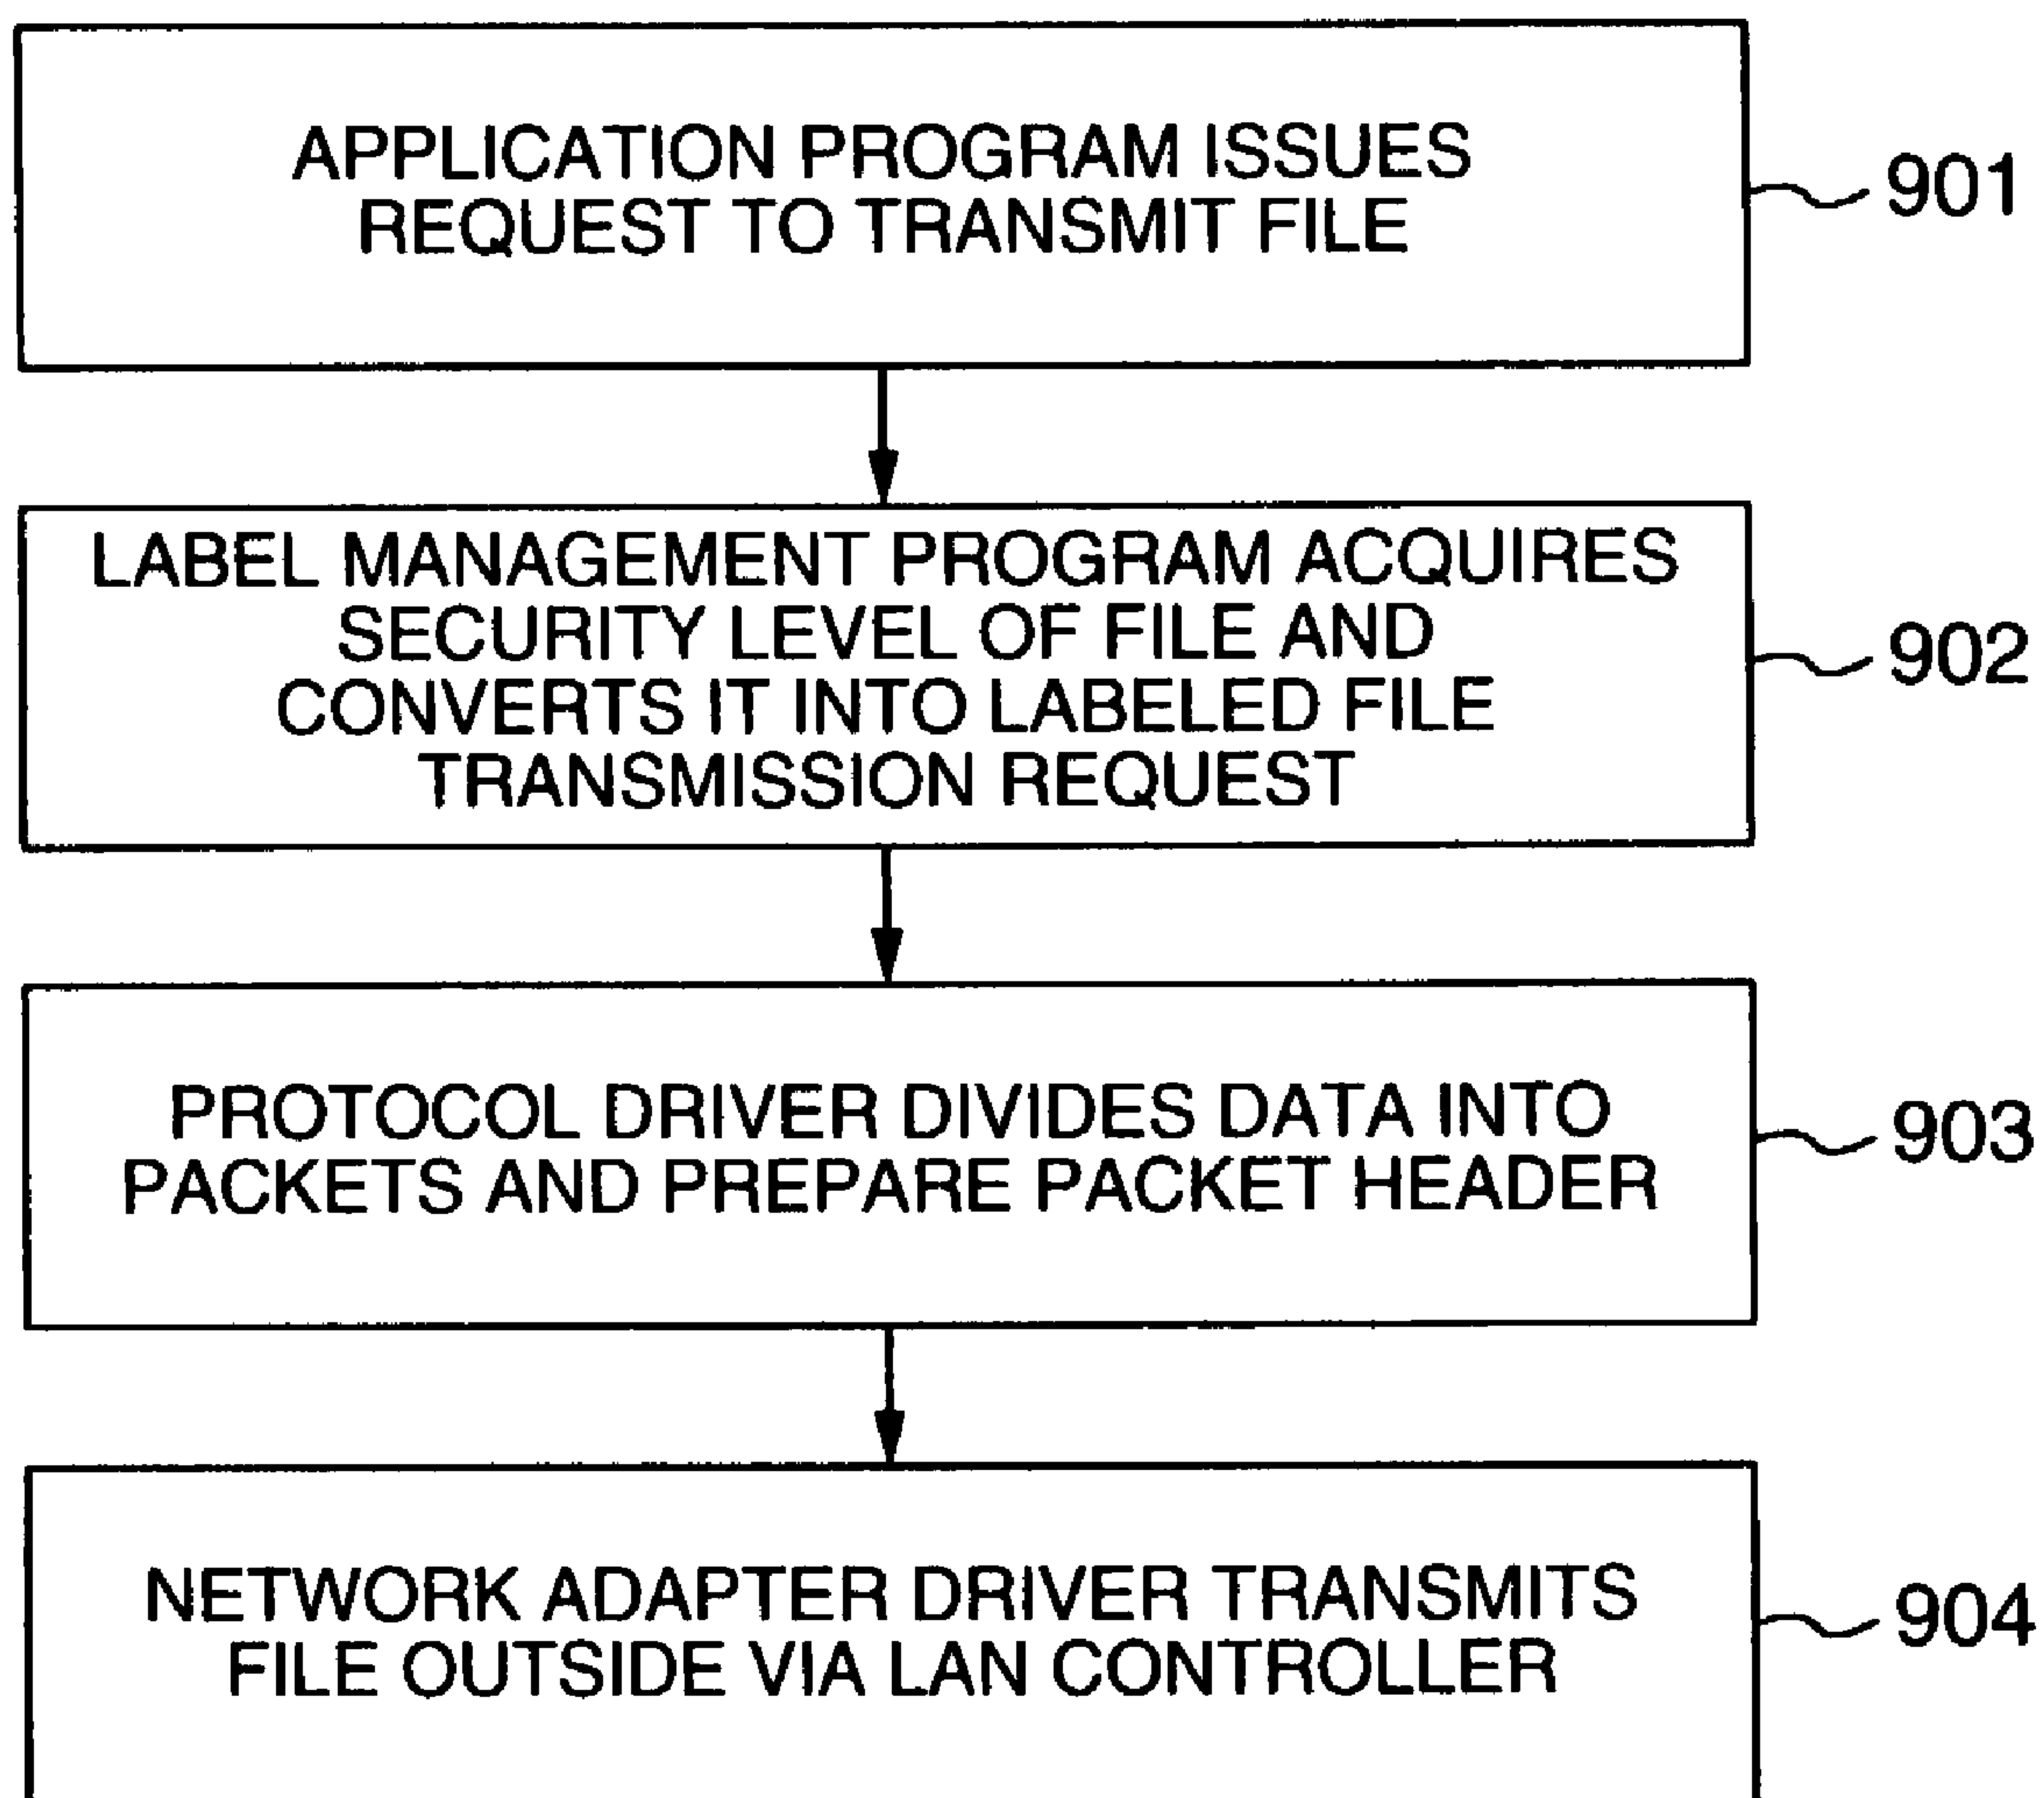 APPLICATION PROGRAM ISSUES
REQUEST TO TRANSMIT FILE
901
LABEL MANAGEMENT PROGRAM ACQUIRES
SECURITY LEVEL OF FILE AND
CONVERTS IT INTO LABELED FILE
TRANSMISSION REQUEST
902
PROTOCOL DRIVER DIVIDES DATA INTO
PACKETS AND PREPARE PACKET HEADER
903
NETWORK ADAPTER DRIVER TRANSMITS
FILE OUTSIDE VIA LAN CONTROLLER
904